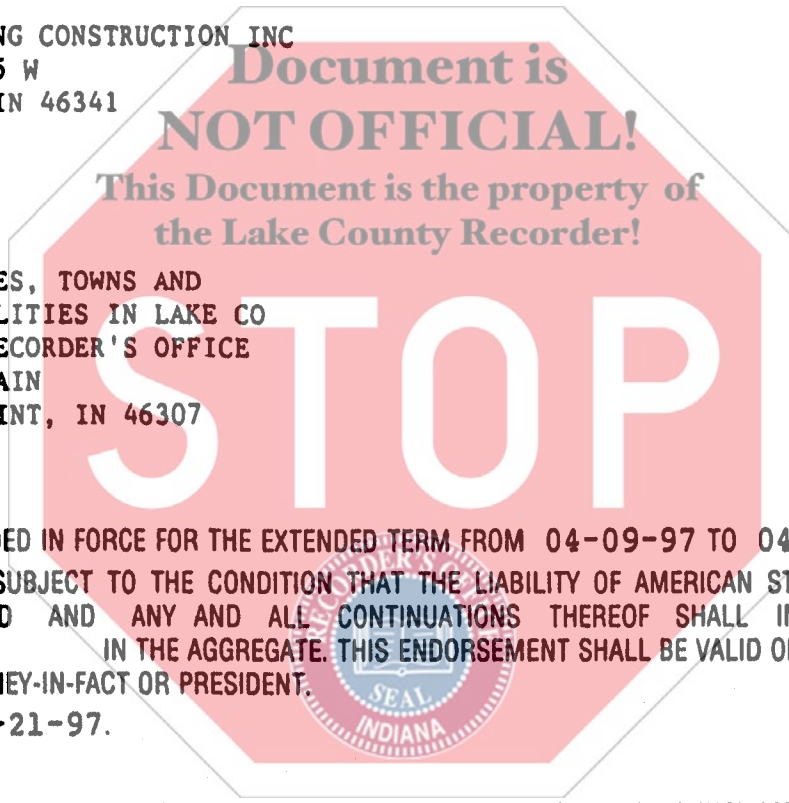 NG CONSTRUCTION INC
5 W
IN 46341
Document is
NOT OFFICIAL!
This Document is the property of
the Lake County Recorder!
ES, TOWNS AND
LITIES IN LAKE CO
ECORDER'S OFFICE
AIN
INT, IN 46307
STOP
ED IN FORCE FOR THE EXTENDED TERM FROM 04-09-97 TO 04
SUBJECT TO THE CONDITION THAT THE LIABILITY OF AMERICAN ST
D AND ANY AND ALL CONTINUATIONS THEREOF SHALL IN
IN THE AGGREGATE. THIS ENDORSEMENT SHALL BE VALID O
NEY-IN-FACT OR PRESIDENT.
-21-97.
RECORDER'S OFFICE
SEAL
INDIANA